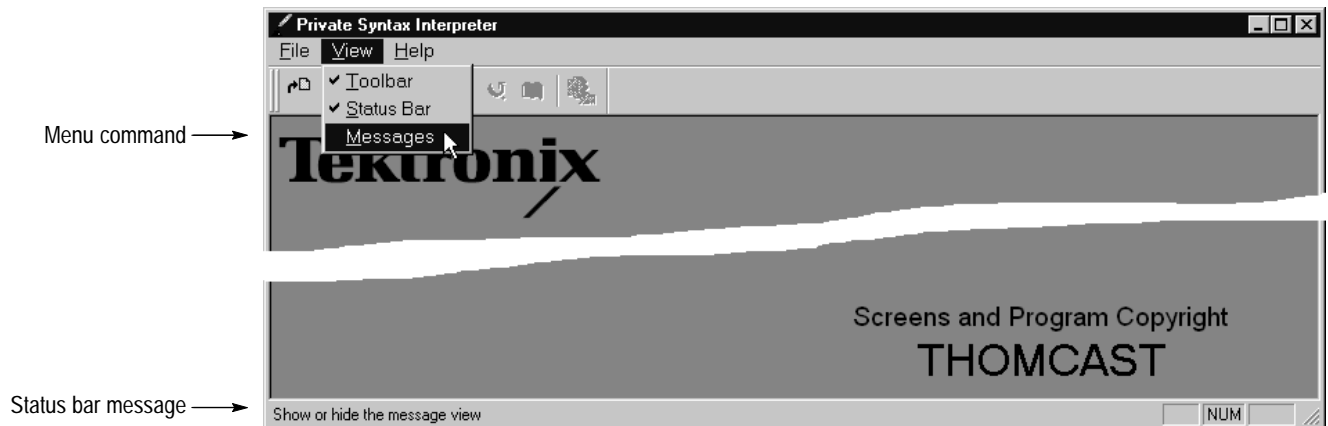 Private Syntax Interpreter
File View Help
Toolbar
Status Bar
Menu command
Messages
Tektronix
Screens and Program Copyright
THOMCAST
Status bar message
Show or hide the message view
NUM